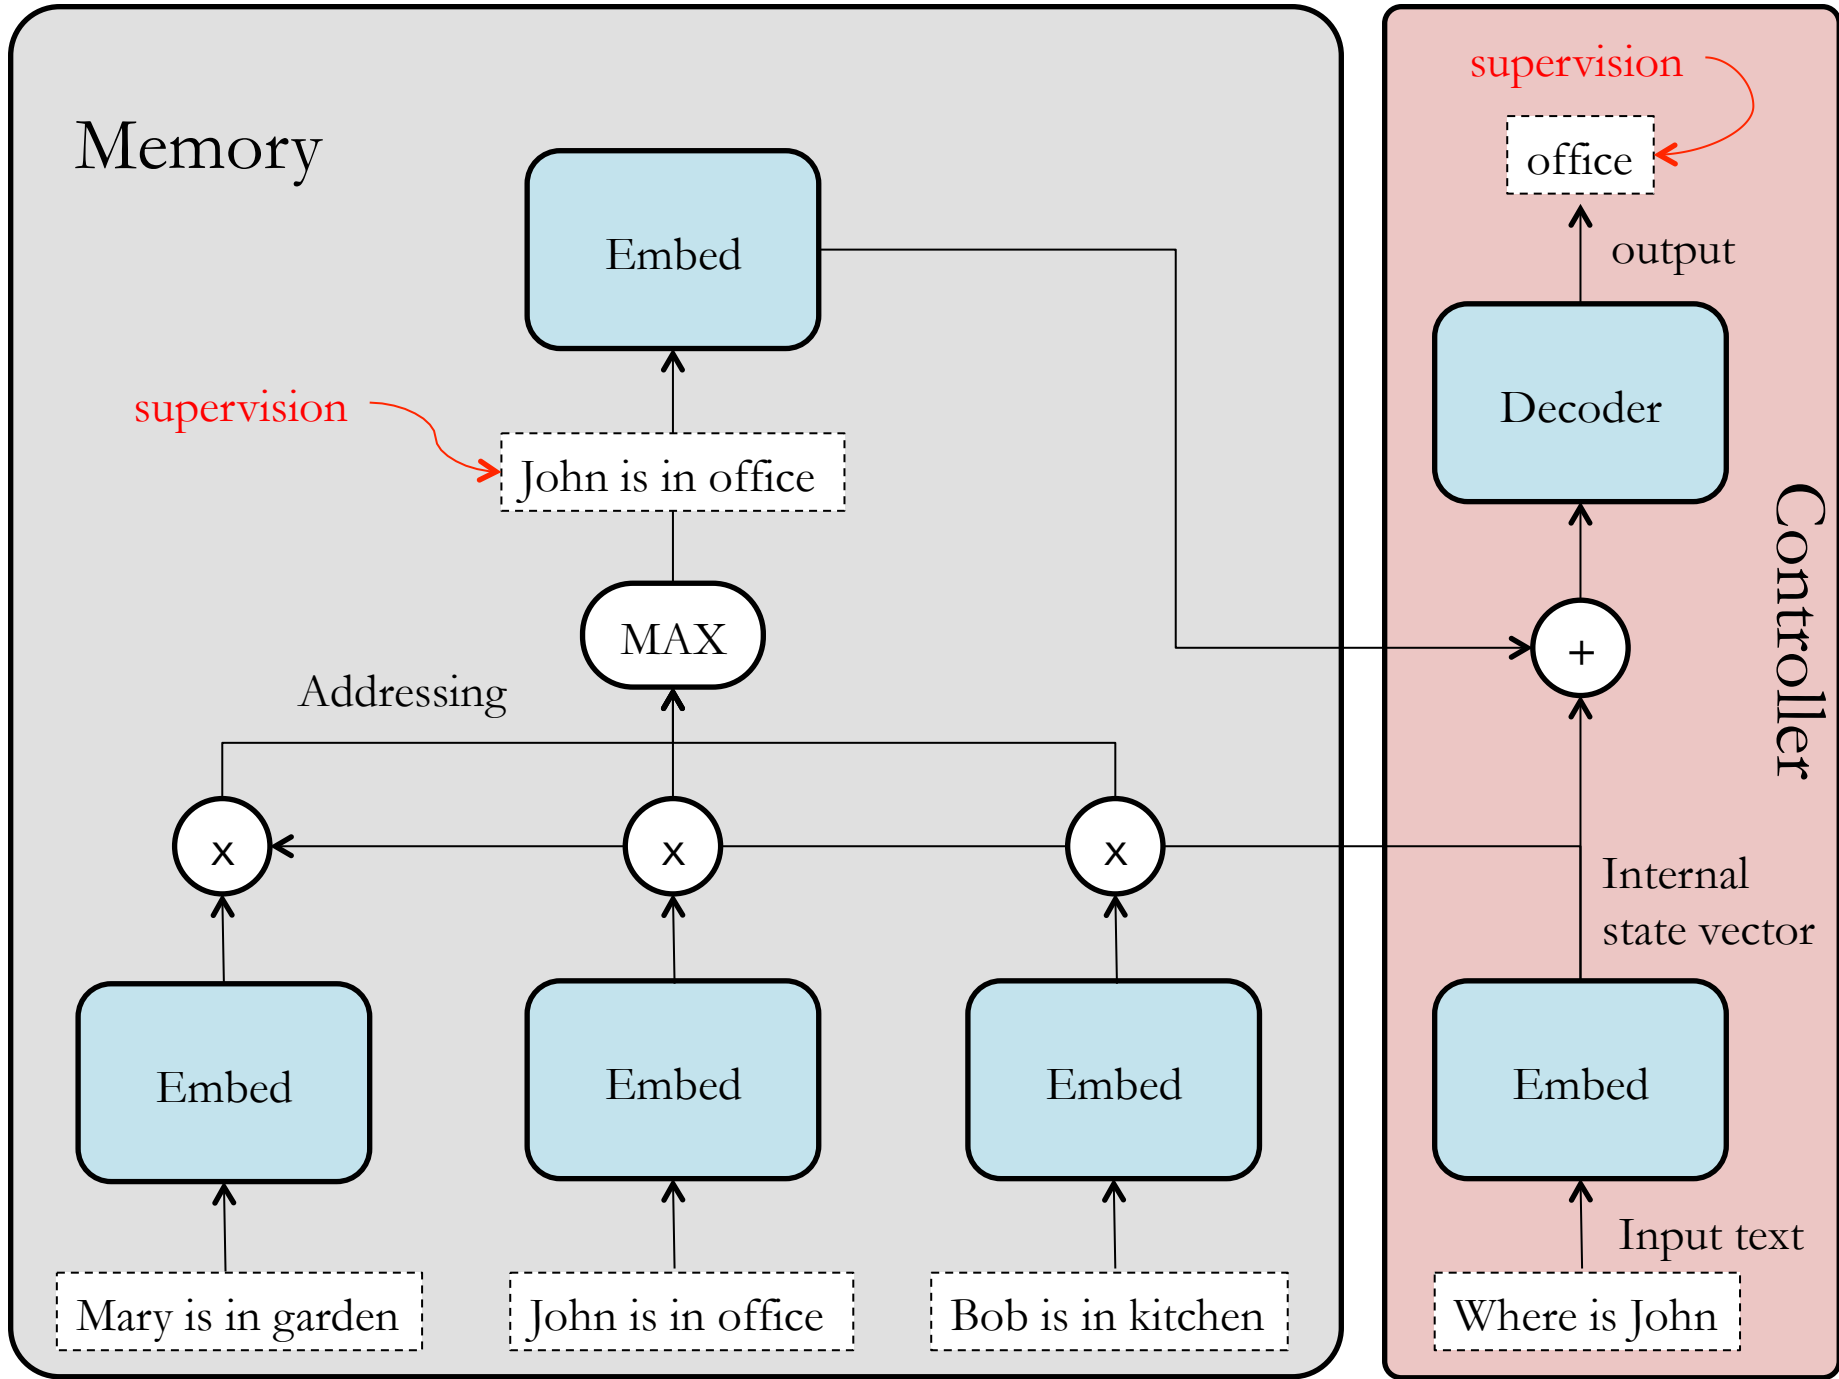 Memory
Embed
supervision
John is in office
MAX
Addressing
x
x
x
Embed
Embed
Embed
Mary is in garden
John is in office
Bob is in kitchen
supervision
office
output
Decoder
Controller
+
Internal
state vector
Embed
Input text
Where is John